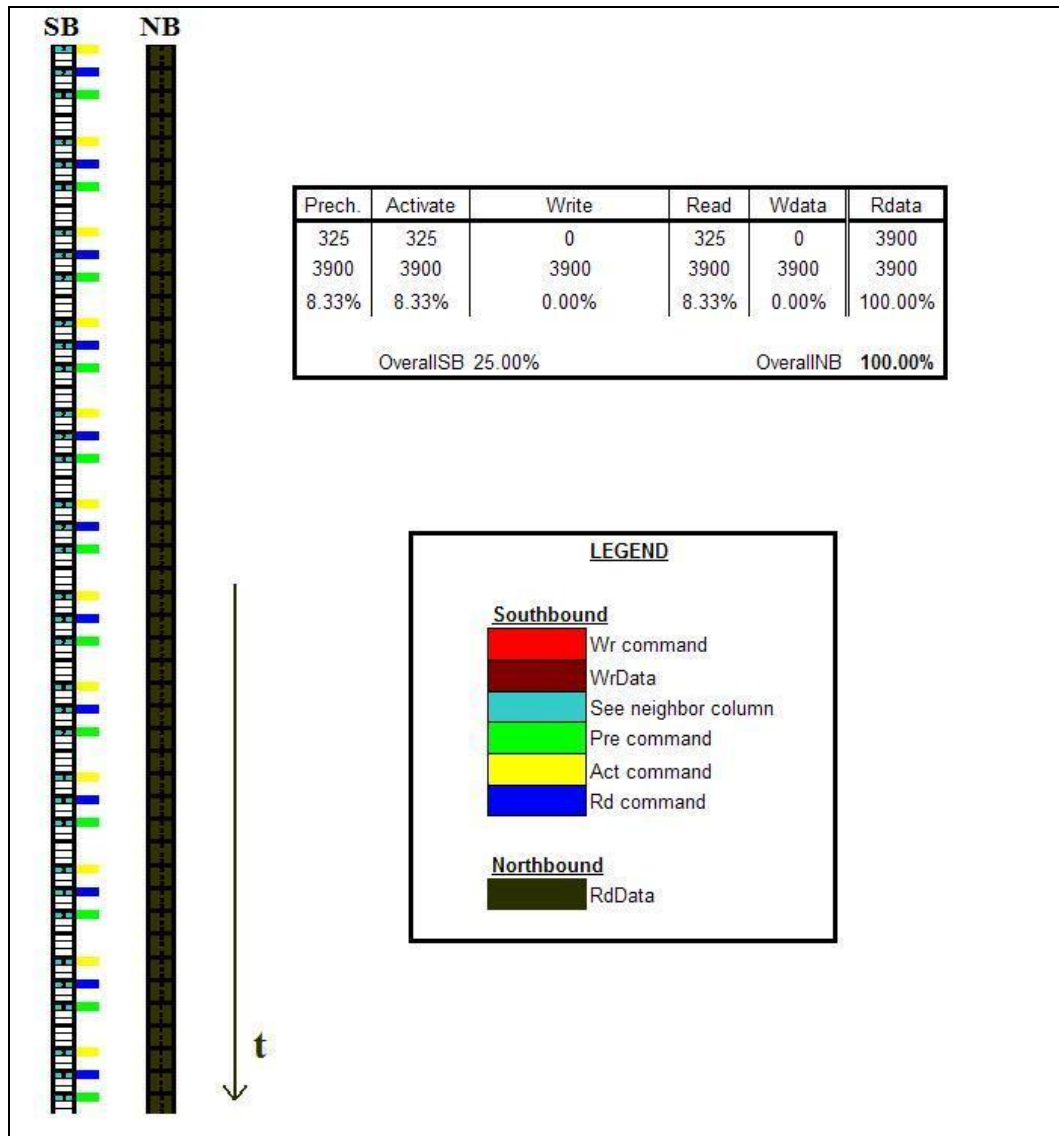 SB NB
Prech. Activate Write Read Wdata Rdata
325 325 0 325 0 3900
3900 3900 3900 3900 3900 3900
8.33% 8.33% 0.00% 8.33% 0.00% 100.00%
OverallSB 25.00% OverallNB 100.00%
LEGEND
Southbound
Wr command
WrData
See neighbor column
Pre command
Act command
Rd command
Northbound
RdData
t